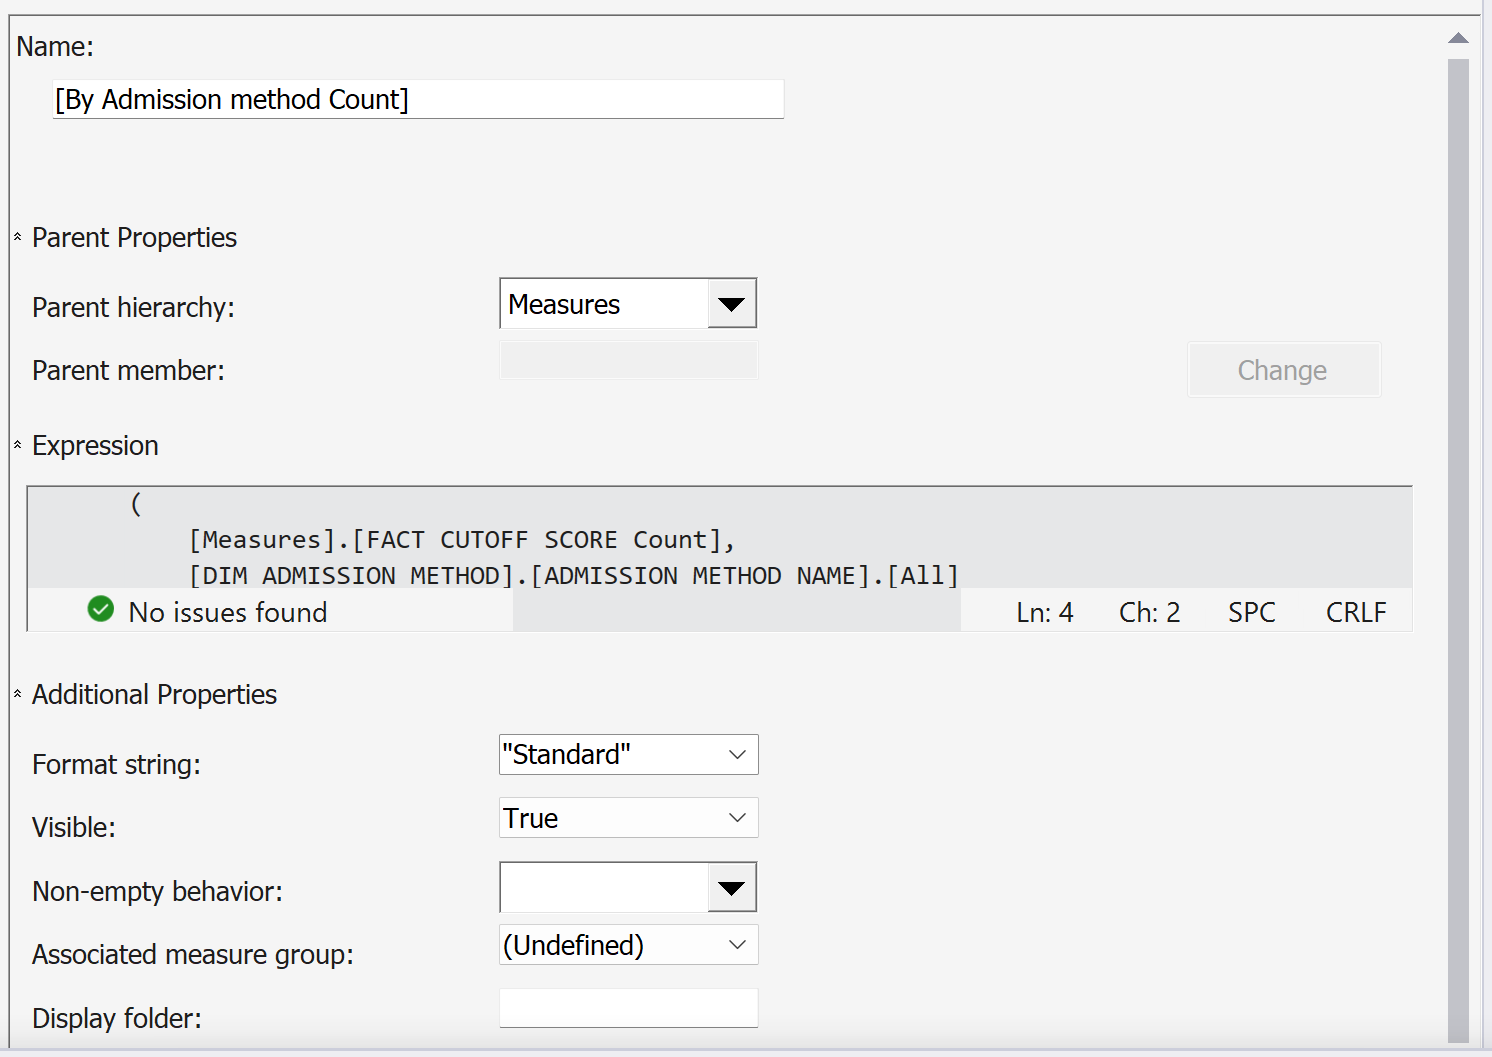 Name:
[By Admission method Count]
Parent Properties
Parent hierarchy:
Measures
Parent member:
Change
Expression
(
[Measures].[FACT CUTOFF SCORE Count],
[DIM ADMISSION METHOD].[ADMISSION METHOD NAME].[All]
No issues found
Ln: 4 Ch: 2 SPC CRLF
Additional Properties
Format string:
"Standard"
Visible:
True
Non-empty behavior:
Associated measure group:
(Undefined)
Display folder: